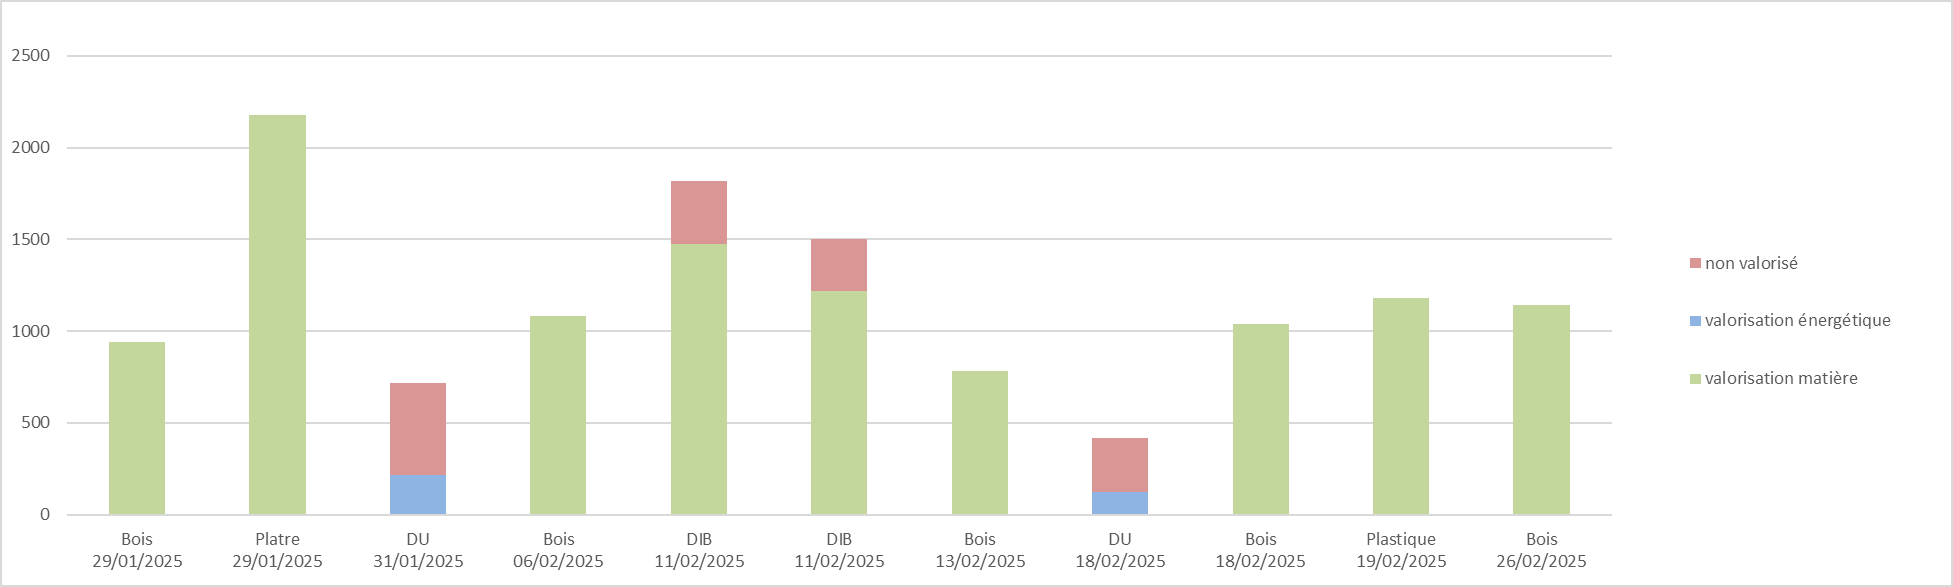 2500
2000
1500
1000
500
0
Bois
29/01/2025
Platre
29/01/2025
DU
31/01/2025
Bois
06/02/2025
DIB
11/02/2025
DIB
11/02/2025
Bois
13/02/2025
DU
18/02/2025
Bois
18/02/2025
Plastique
19/02/2025
Bois
26/02/2025
non valorisé
valorisation énergétique
valorisation matière